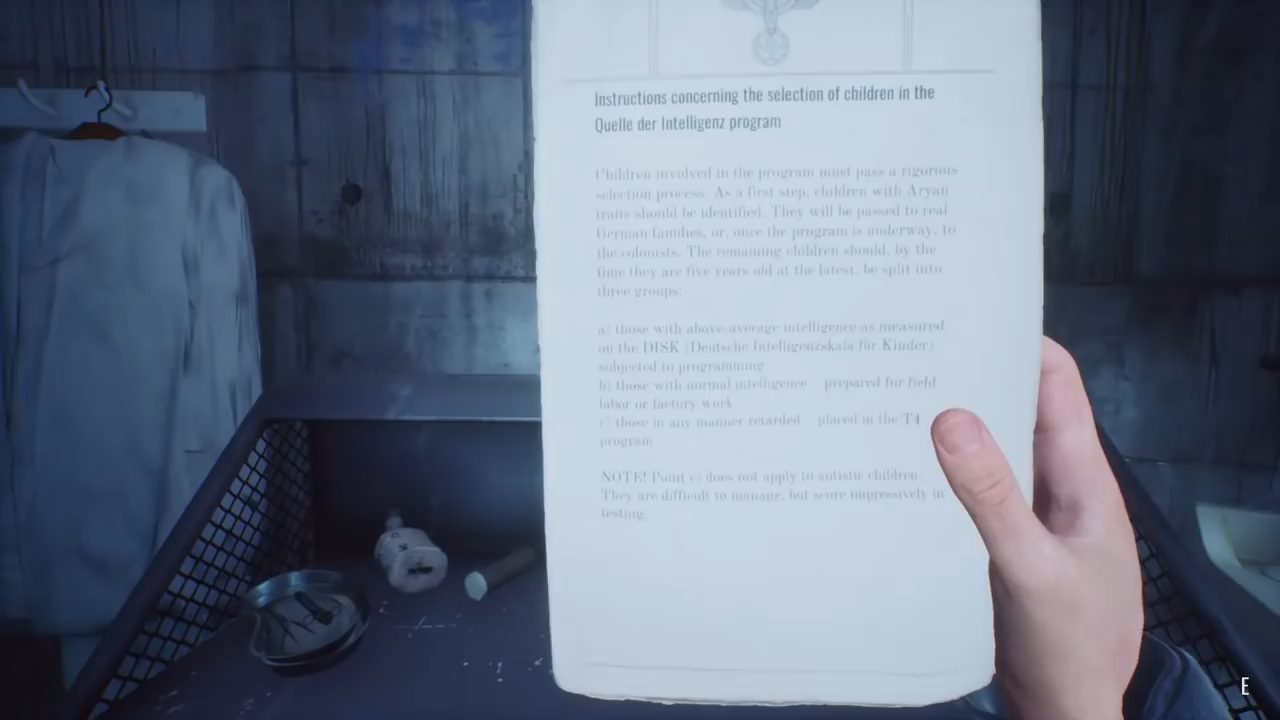 Instructions concerning the selection of children in the
Quelle der Intelligenz program
Children involved in the program must pass a rigorous
selection process. As a first step, children with Aryan
traits should be identified. They will be passed to real
German families, or, once the program is underway, to
the colonists. The remaining children should, by the
time they are five years old at the latest, be split into
three groups:
a) those with above-average intelligence as measured
on the DISK (Deutsche Intelligenzskala für Kinder)
subjected to programming
b) those with normal intelligence prepared for field
labor or factory work
c) those in any manner retarded placed in the T4
program
NOTE! Point c) does not apply to autistic children.
They are difficult to manage, but score impressively in
testing.
E